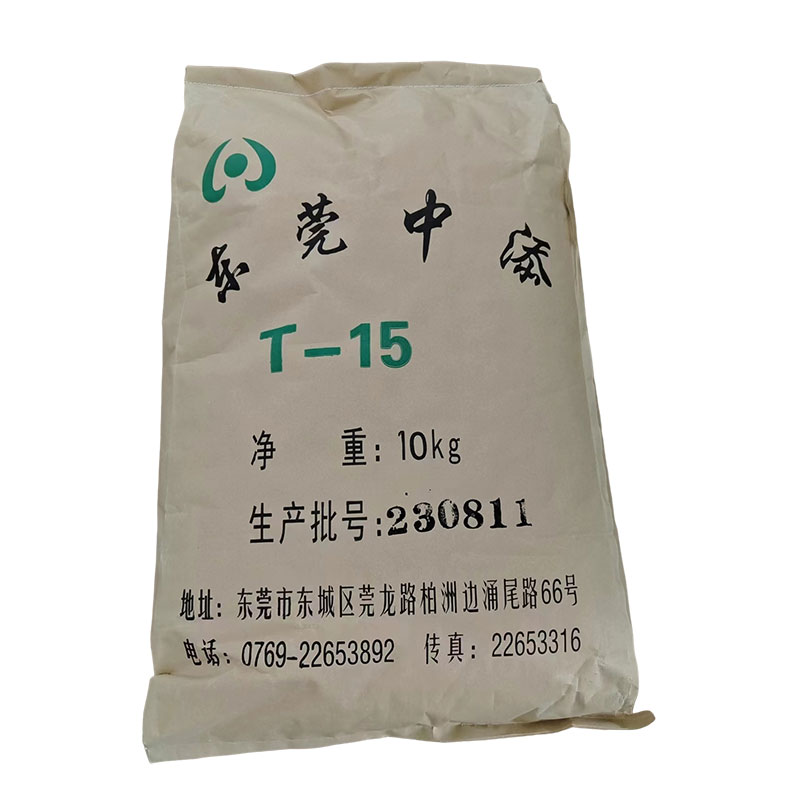 东莞中添
T-15
净 重: 10kg
生产批号: 230811
地址: 东莞市东城区莞龙路柏洲边涌尾路66号
电话: 0769-22653892 传真: 22653316